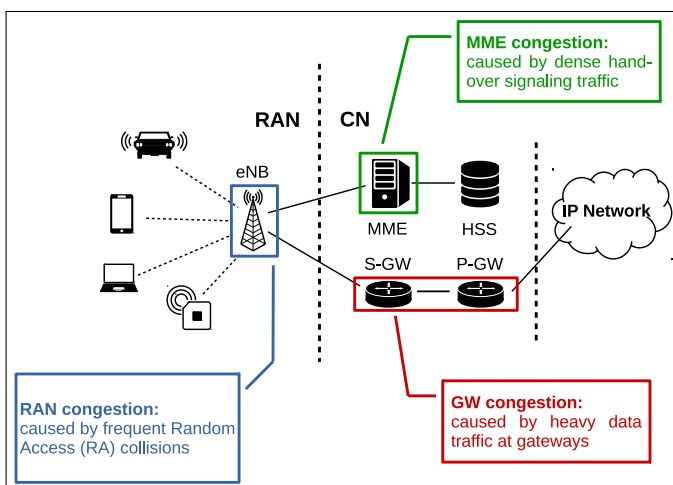 MME congestion:
caused by dense hand-
over signaling traffic
RAN
CN
eNB
MME
HSS
IP Network
S-GW
P-GW
RAN congestion:
caused by frequent Random
Access (RA) collisions
GW congestion:
caused by heavy data
traffic at gateways